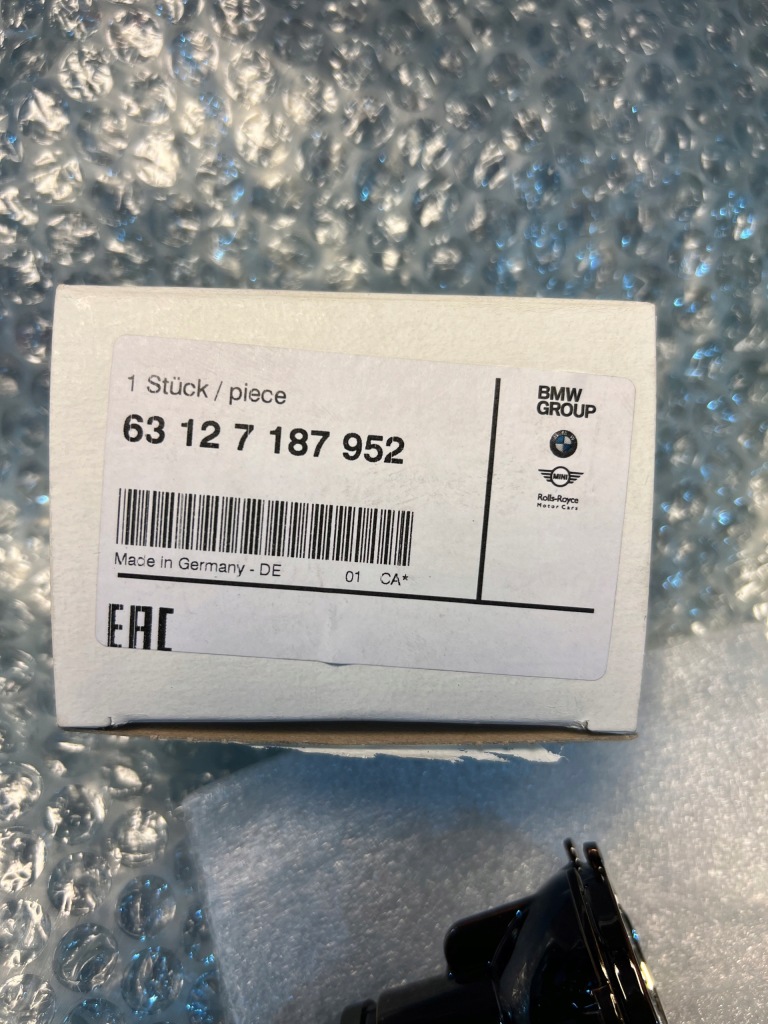 1 Stück / piece
63 12 7 187 952
Made in Germany - DE 01 CA*
EAC
BMW
GROUP
MINI
Rolls-Royce
Motor Cars